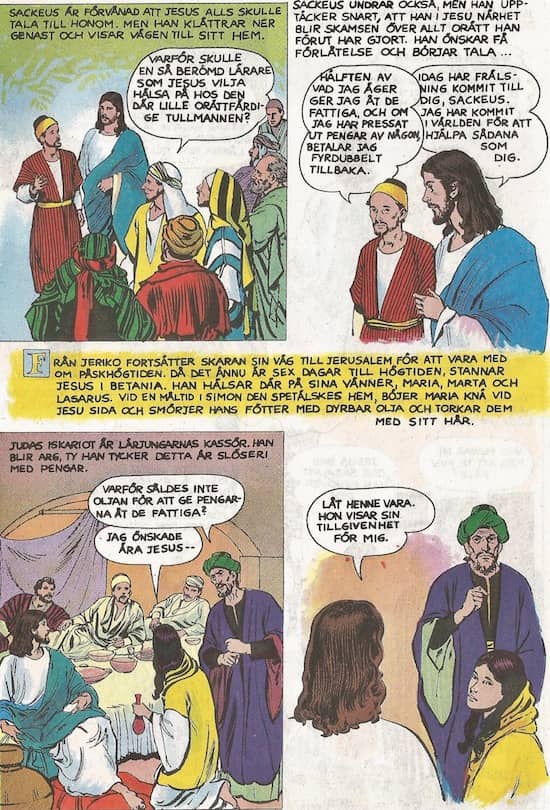 SACKEUS ÄR FÖRVÅNAD ATT JESUS ALLS SKULLE
TALA TILL HONOM. MEN HAN KLÄTTRAR NER
GENAST OCH VISAR VÄGEN TILL SITT HEM.
VARFÖR SKULLE
EN SÅ BERÖMD LÄRARE
SOM JESUS VILJA
HÄLSA PÅ HOS DEN
DÄR LILLE ORÄTTFÄRDI-
GE TULLMANNEN?
SACKEUS UNDRAR OCKSÅ, MEN HAN UPP-
TÄCKER SNART, ATT HAN I JESU NÄRHET
BLIR SKAMSEN ÖVER ALLT ORÄTT HAN
FÖRUT HAR GJORT. HAN ÖNSKAR FÅ
FÖRLÅTELSE OCH BÖRJAR TALA ...
HÄLFTEN AV
VAD JAG ÄGER
GER JAG ÅT DE
FATTIGA, OCH OM
JAG HAR PRESSAT
UT PENGAR AV NÅGON,
BETALAR JAG
FYRDUBBELT
TILLBAKA.
IDAG HAR FRÄLS-
NING KOMMIT TILL
DIG, SACKEUS.
JAG HAR KOMMIT
I VÄRLDEN FÖR ATT
HJÄLPA SÅDANA
SOM
DIG.
FRÅN JERIKO FORTSÄTTER SKARAN SIN VÄG TILL JERUSALEM FÖR ATT VARA MED
OM PÅSKHÖGTIDEN. DÅ DET ÄNNU ÄR SEX DAGAR TILL HÖGTIDEN, STANNAR
JESUS I BETANIA. HAN HÄLSAR DÄR PÅ SINA VÄNNER, MARIA, MARTA OCH
LASARUS. VID EN MÅLTID I SIMON DEN SPETÄLSKES HEM, BÖJER MARIA KNÄ VID
JESU SIDA OCH SMÖRJER HANS FÖTTER MED DYRBAR OLJA OCH TORKAR DEM
MED SITT HÅR.
JUDAS ISKARIOT ÄR LÄRJUNGARNAS KASSÖR. HAN
BLIR ARG, TY HAN TYCKER DETTA ÄR SLÖSERI
MED PENGAR.
VARFÖR SÅLDES INTE
OLJAN FÖR ATT GE PENGAR-
NA ÅT DE FATTIGA?
JAG ÖNSKADE
ÄRA JESUS--
LÅT HENNE VARA.
HON VISAR SIN
TILLGIVENHET
FÖR MIG.